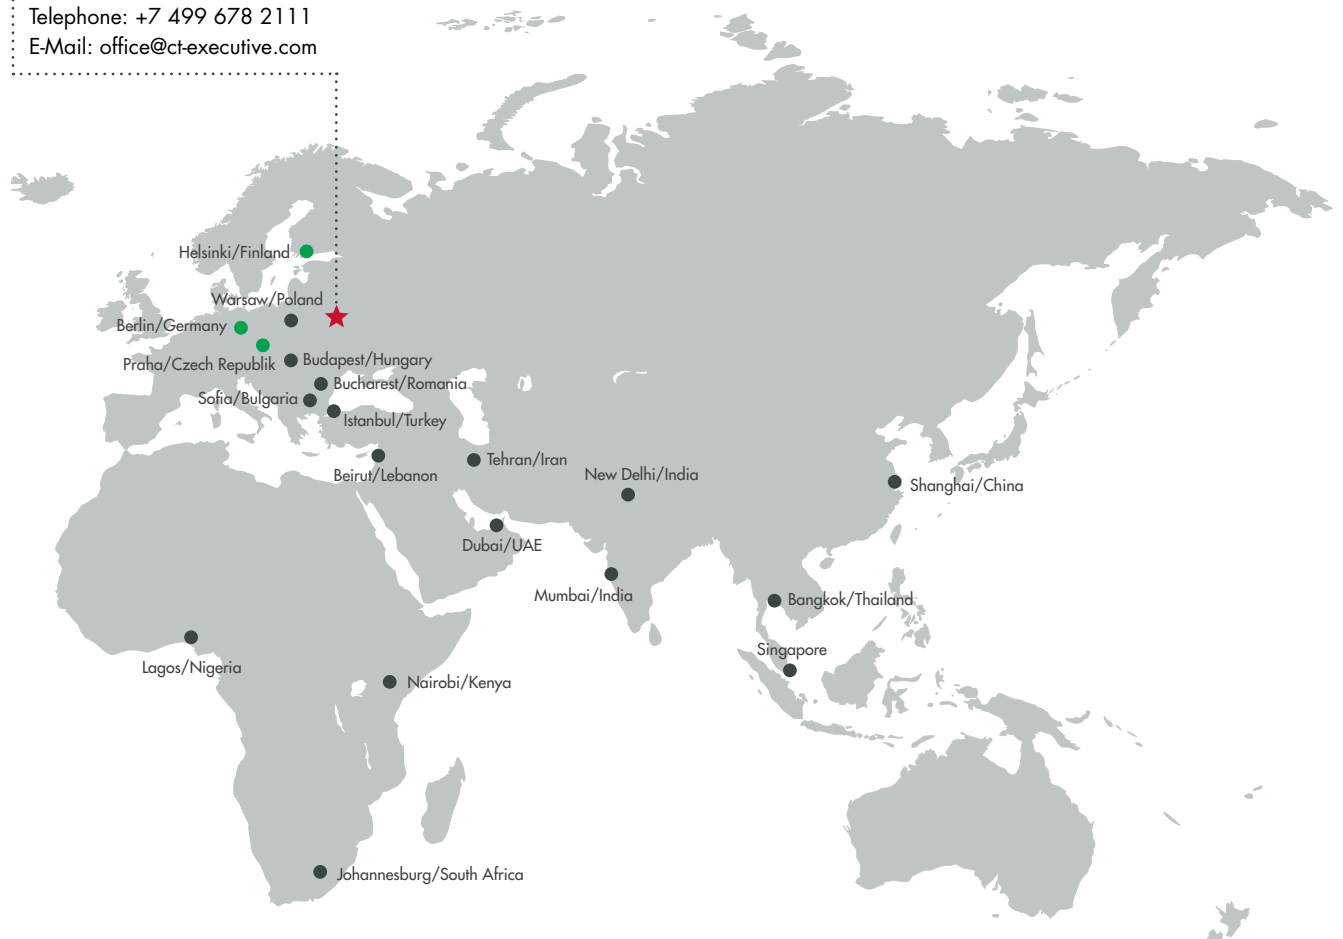 Telephone: +7 499 678 2111
E-Mail: office@ct-executive.com
Helsinki/Finland
Warsaw/Poland
Berlin/Germany
Praha/Czech Republik
Budapest/Hungary
Bucharest/Romania
Sofia/Bulgaria
Istanbul/Turkey
Beirut/Lebanon
Tehran/Iran
New Delhi/India
Shanghai/China
Dubai/UAE
Mumbai/India
Bangkok/Thailand
Singapore
Lagos/Nigeria
Nairobi/Kenya
Johannesburg/South Africa